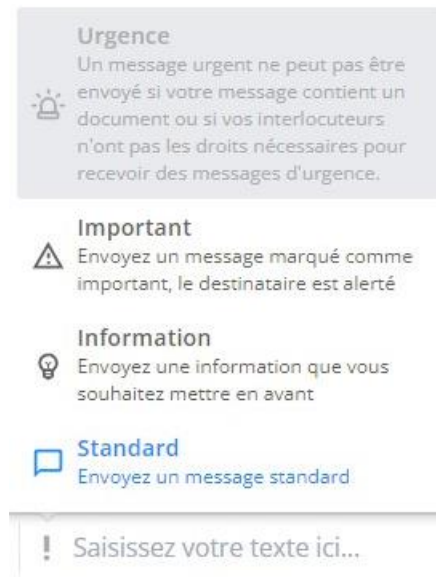 Urgence
Un message urgent ne peut pas être
envoyé si votre message contient un
document ou si vos interlocuteurs
n'ont pas les droits nécessaires pour
recevoir des messages d'urgence.
Important
Envoyez un message marqué comme
important, le destinataire est alerté
Information
Envoyez une information que vous
souhaitez mettre en avant
Standard
Envoyez un message standard
! Saisissez votre texte ici...